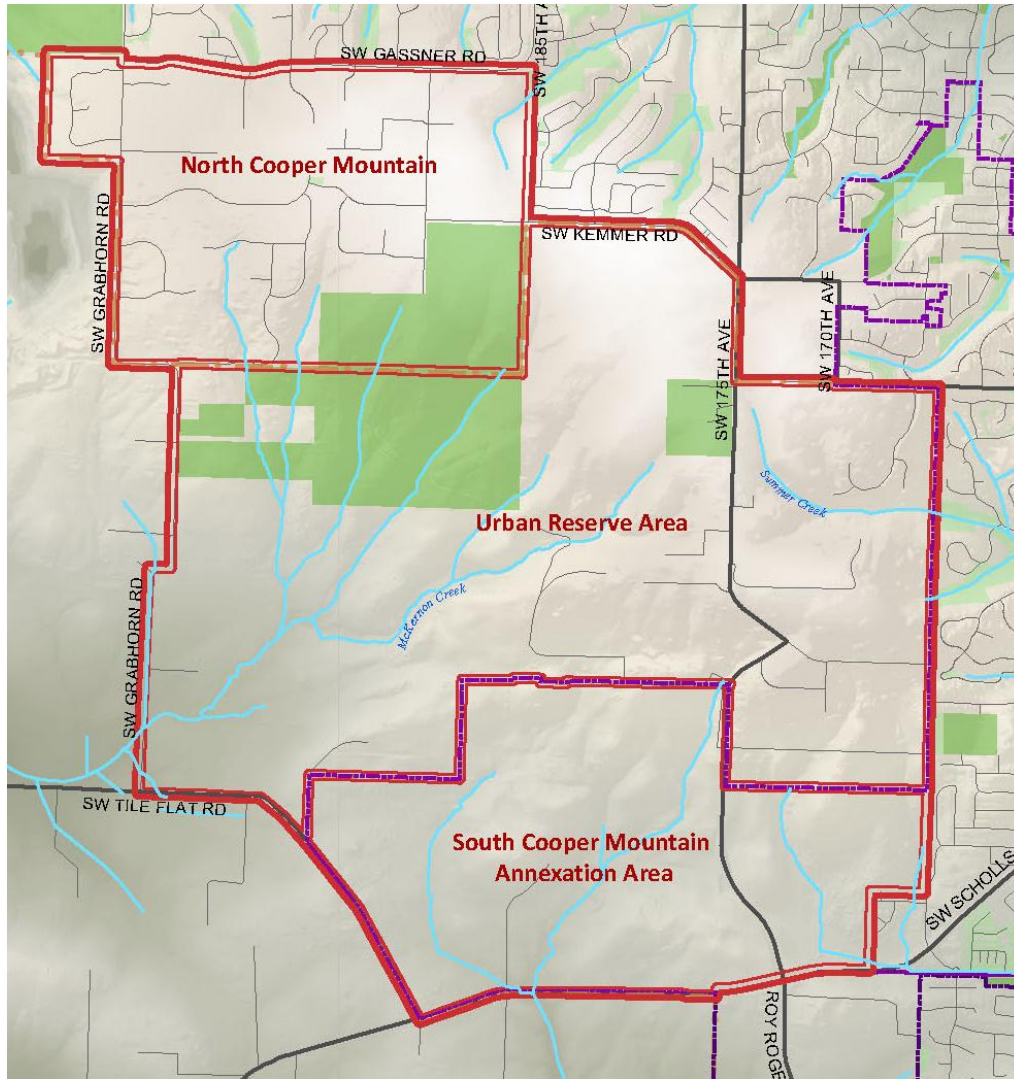 SW GASSNER RD
SW 185TH A
North Cooper Mountain
SW GRABHORN RD
SW KEMMER RD
SW 175TH AVE
SW 170TH AVE
Summer Creek
Urban Reserve Area
McKernon Creek
SW GRABHORN RD
SW TILE FLAT RD
South Cooper Mountain
Annexation Area
SW SCHOLLS
ROY ROGE